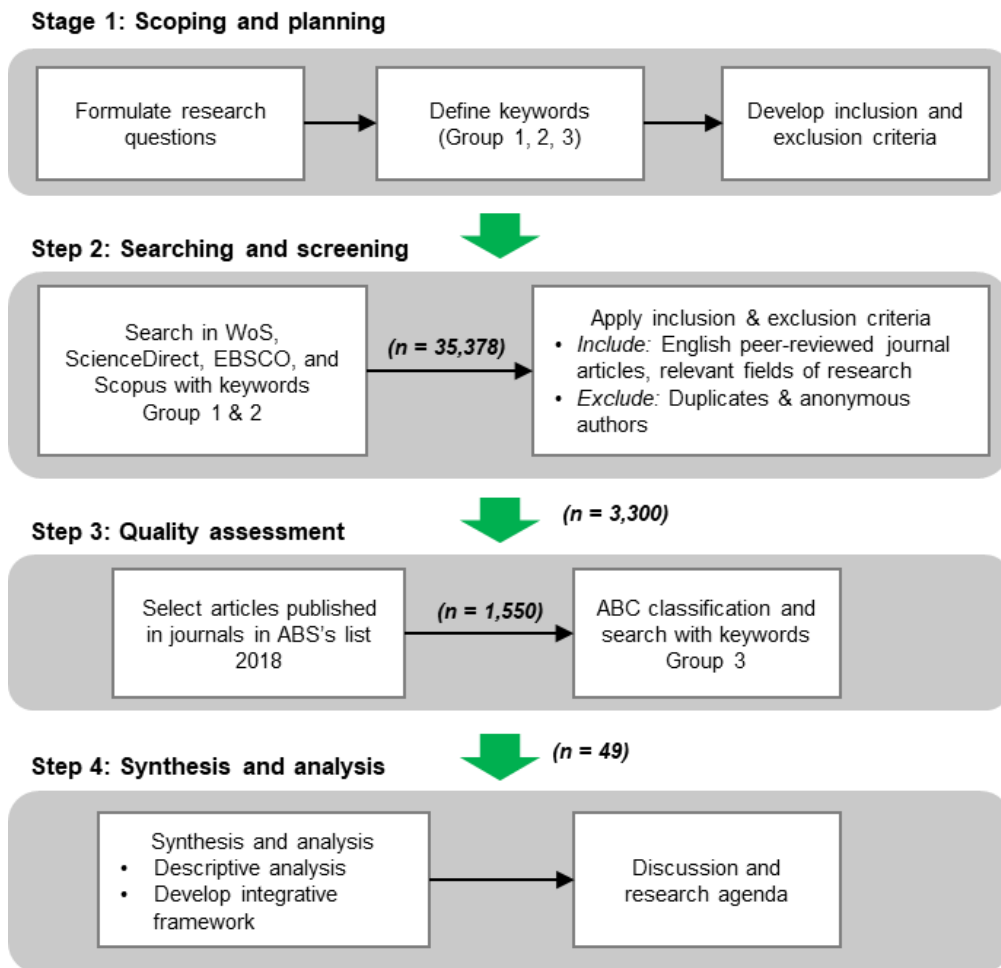 Stage 1: Scoping and planning
Formulate research
questions
Define keywords
(Group 1, 2, 3)
Develop inclusion and
exclusion criteria
Step 2: Searching and screening
Search in WoS,
ScienceDirect, EBSCO, and
Scopus with keywords
Group 1 & 2
(n = 35,378)
Apply inclusion & exclusion criteria
• Include: English peer-reviewed journal
articles, relevant fields of research
• Exclude: Duplicates & anonymous
authors
(n = 3,300)
Step 3: Quality assessment
Select articles published
in journals in ABS's list
2018
(n = 1,550)
ABC classification and
search with keywords
Group 3
(n = 49)
Step 4: Synthesis and analysis
Synthesis and analysis
• Descriptive analysis
• Develop integrative
framework
Discussion and
research agenda